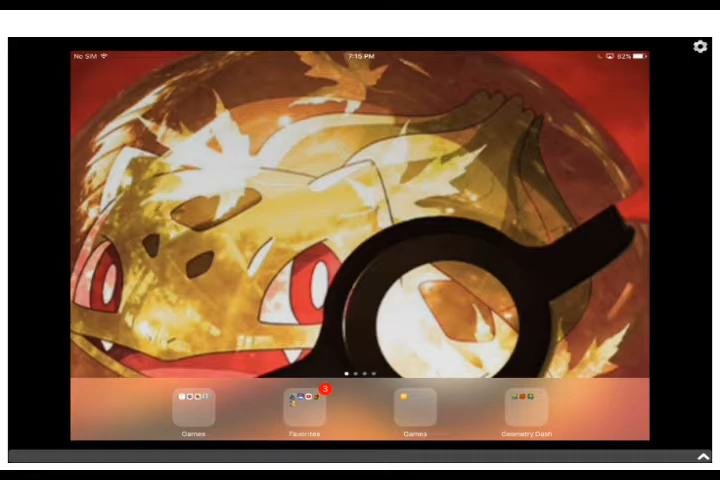 No SIM
7:15 PM
82%
3
Games
Favorites
Games
Geometry Dash